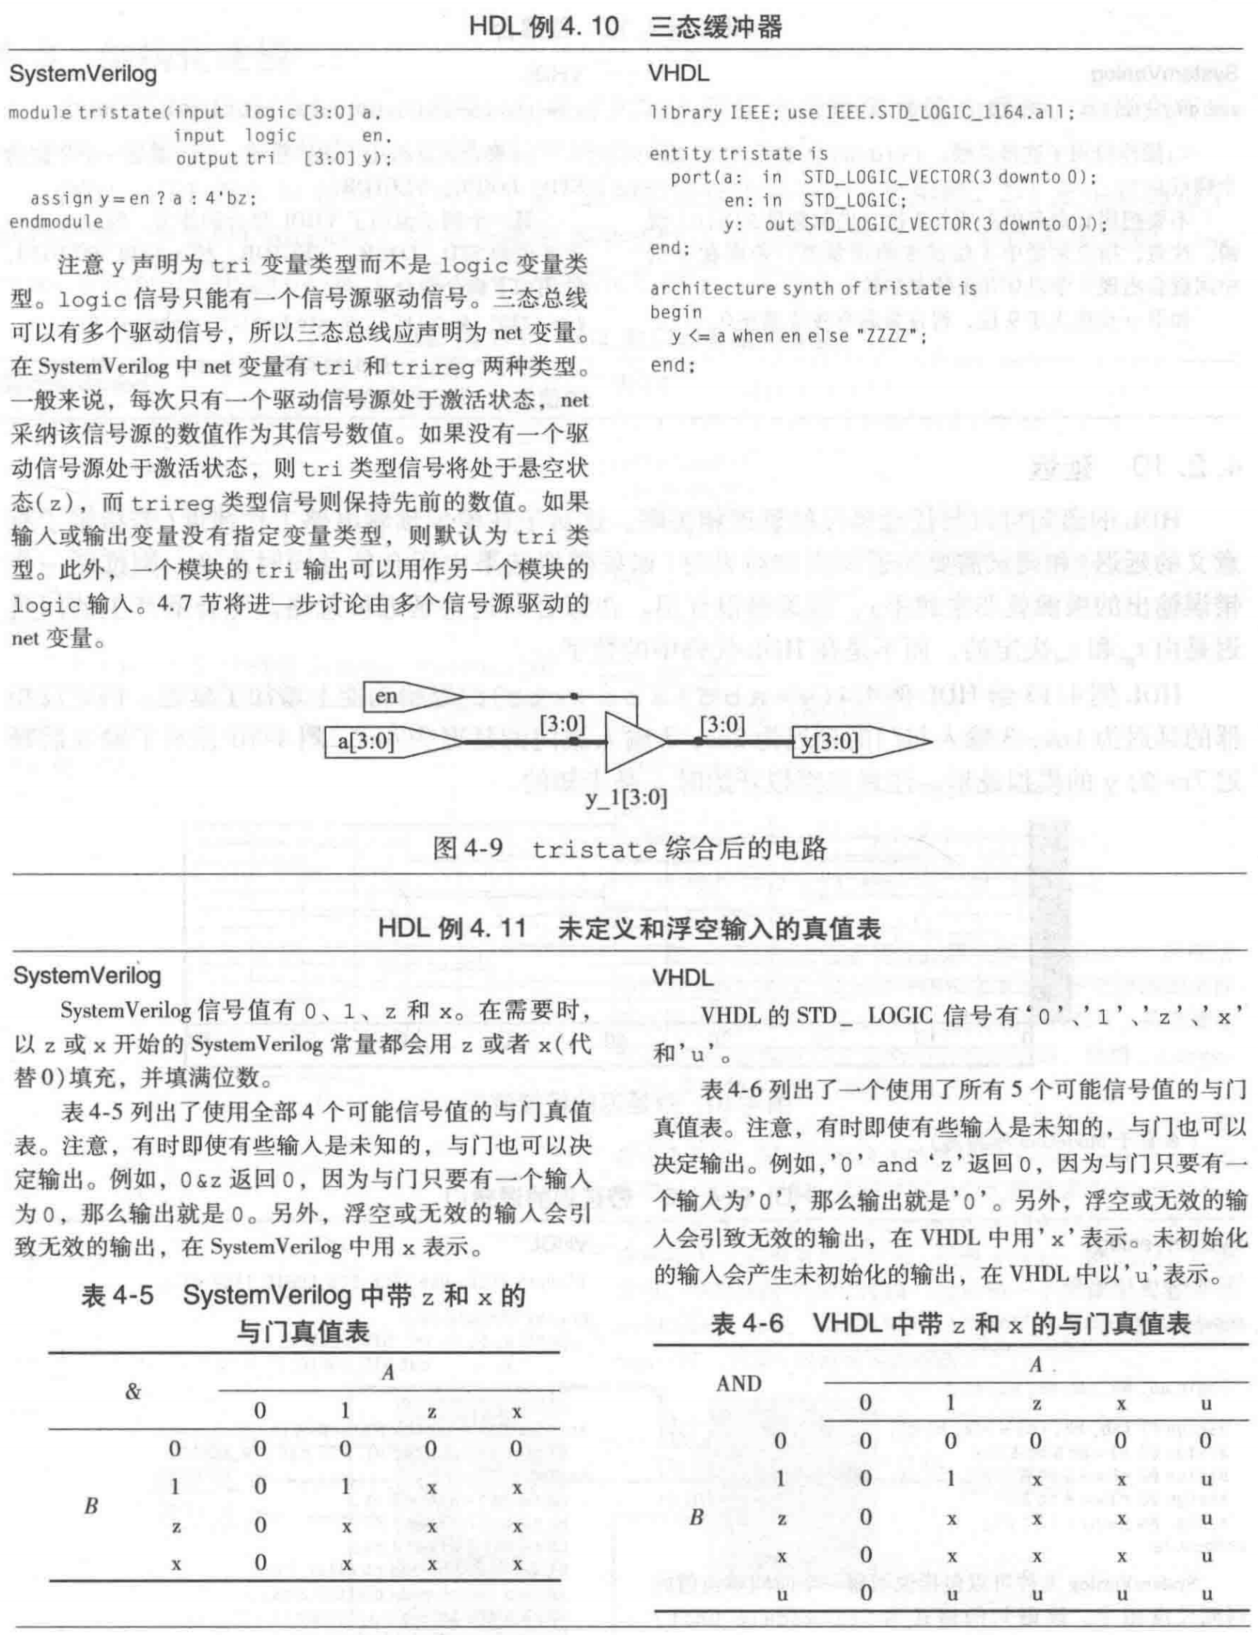 HDL 例 4.10 三态缓冲器
SystemVerilog
module tristate(input logic [3:0] a,
input logic en,
output tri [3:0] y);
assign y = en ? a : 4'bz;
endmodule
注意 y 声明为 tri 变量类型而不是 logic 变量类
型。logic 信号只能有一个信号源驱动信号。三态总线
可以有多个驱动信号，所以三态总线应声明为 net 变量。
在 SystemVerilog 中 net 变量有 tri 和 trireg 两种类型。
一般来说，每次只有一个驱动信号源处于激活状态，net
采纳该信号源的数值作为其信号数值。如果没有一个驱
动信号源处于激活状态，则 tri 类型信号将处于悬空状
态(z)，而 trireg 类型信号则保持先前的数值。如果
输入或输出变量没有指定变量类型，则默认为 tri 类
型。此外，一个模块的 tri 输出可以用作另一个模块的
logic 输入。4.7 节将进一步讨论由多个信号源驱动的
net 变量。
VHDL
library IEEE; use IEEE.STD_LOGIC_1164.all;
entity tristate is
port(a: in STD_LOGIC_VECTOR(3 downto 0);
en: in STD_LOGIC;
y: out STD_LOGIC_VECTOR(3 downto 0));
end;
architecture synth of tristate is
begin
y <= a when en else "ZZZZ";
end;
en
a[3:0]
[3:0]
[3:0]
y[3:0]
y_1[3:0]
图 4-9 tristate 综合后的电路
HDL 例 4.11 未定义和浮空输入的真值表
SystemVerilog
SystemVerilog 信号值有 0、1、z 和 x。在需要时，
以 z 或 x 开始的 SystemVerilog 常量都会用 z 或者 x(代
替 0)填充，并填满位数。
表 4-5 列出了使用全部 4 个可能信号值的与门真值
表。注意，有时即使有些输入是未知的，与门也可以决
定输出。例如，0&z 返回 0，因为与门只要有一个输入
为 0，那么输出就是 0。另外，浮空或无效的输入会引
致无效的输出，在 SystemVerilog 中用 x 表示。
表 4-5 SystemVerilog 中带 z 和 x 的
与门真值表
& A
0 1 z x
0 0 0 0 0
1 0 1 x x
B
z 0 x x x
x 0 x x x
VHDL
VHDL 的 STD_ LOGIC 信号有 '0 '、1 '、'z '、'x'
和'u'。
表 4-6 列出了一个使用了所有 5 个可能信号值的与门
真值表。注意，有时即使有些输入是未知的，与门也可以
决定输出。例如，'0' and 'z'返回 0，因为与门只要有一
个输入为 '0'，那么输出就是'0'。另外，浮空或无效的输
入会引致无效的输出，在 VHDL 中用'x'表示。未初始化
的输入会产生未初始化的输出，在 VHDL 中以'u'表示。
表 4-6 VHDL 中带 z 和 x 的与门真值表
AND A
0 1 z x u
0 0 0 0 0 0
1 0 1 x x u
B z 0 x x x u
x 0 x x x u
u 0 u u u u